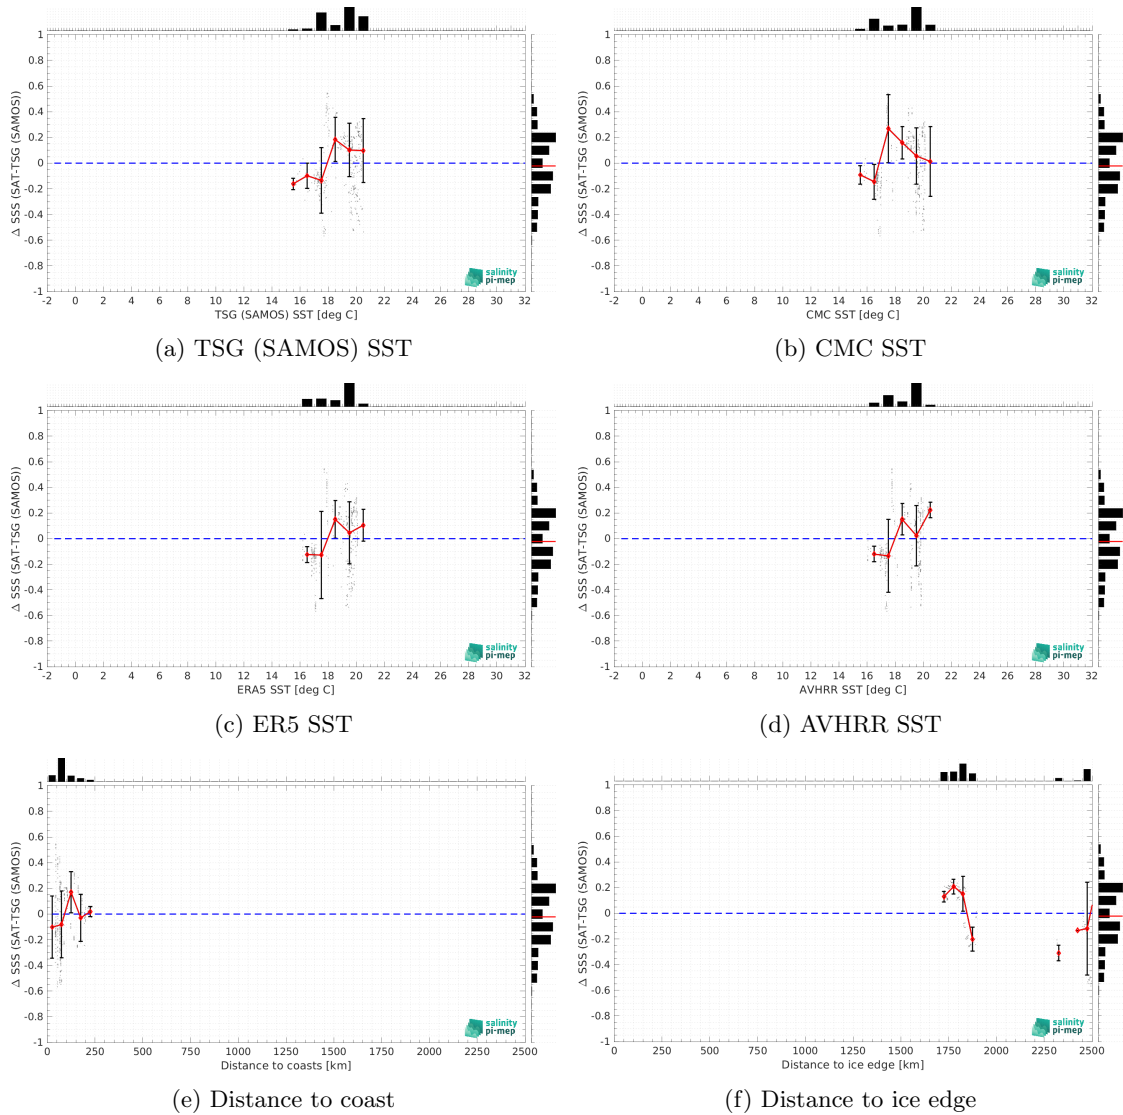 1
0.8
0.6
0.4
0.2
0
-0.2
-0.4
-0.6
-0.8
-1
Δ SSS (SAT-TSG (SAMOS))
salinity
pi-mep
-2 0 2 4 6 8 10 12 14 16 18 20 22 24 26 28 30 32
TSG (SAMOS) SST [deg C]
(a) TSG (SAMOS) SST
1
0.8
0.6
0.4
0.2
0
-0.2
-0.4
-0.6
-0.8
-1
Δ SSS (SAT-TSG (SAMOS))
salinity
pi-mep
-2 0 2 4 6 8 10 12 14 16 18 20 22 24 26 28 30 32
CMC SST [deg C]
(b) CMC SST
1
0.8
0.6
0.4
0.2
0
-0.2
-0.4
-0.6
-0.8
-1
Δ SSS (SAT-TSG (SAMOS))
salinity
pi-mep
-2 0 2 4 6 8 10 12 14 16 18 20 22 24 26 28 30 32
ERA5 SST [deg C]
(c) ER5 SST
1
0.8
0.6
0.4
0.2
0
-0.2
-0.4
-0.6
-0.8
-1
Δ SSS (SAT-TSG (SAMOS))
salinity
pi-mep
-2 0 2 4 6 8 10 12 14 16 18 20 22 24 26 28 30 32
AVHRR SST [deg C]
(d) AVHRR SST
1
0.8
0.6
0.4
0.2
0
-0.2
-0.4
-0.6
-0.8
-1
Δ SSS (SAT-TSG (SAMOS))
salinity
pi-mep
0 250 500 750 1000 1250 1500 1750 2000 2250 2500
Distance to coasts [km]
(e) Distance to coast
1
0.8
0.6
0.4
0.2
0
-0.2
-0.4
-0.6
-0.8
-1
Δ SSS (SAT-TSG (SAMOS))
salinity
pi-mep
0 250 500 750 1000 1250 1500 1750 2000 2250 2500
Distance to ice edge [km]
(f) Distance to ice edge